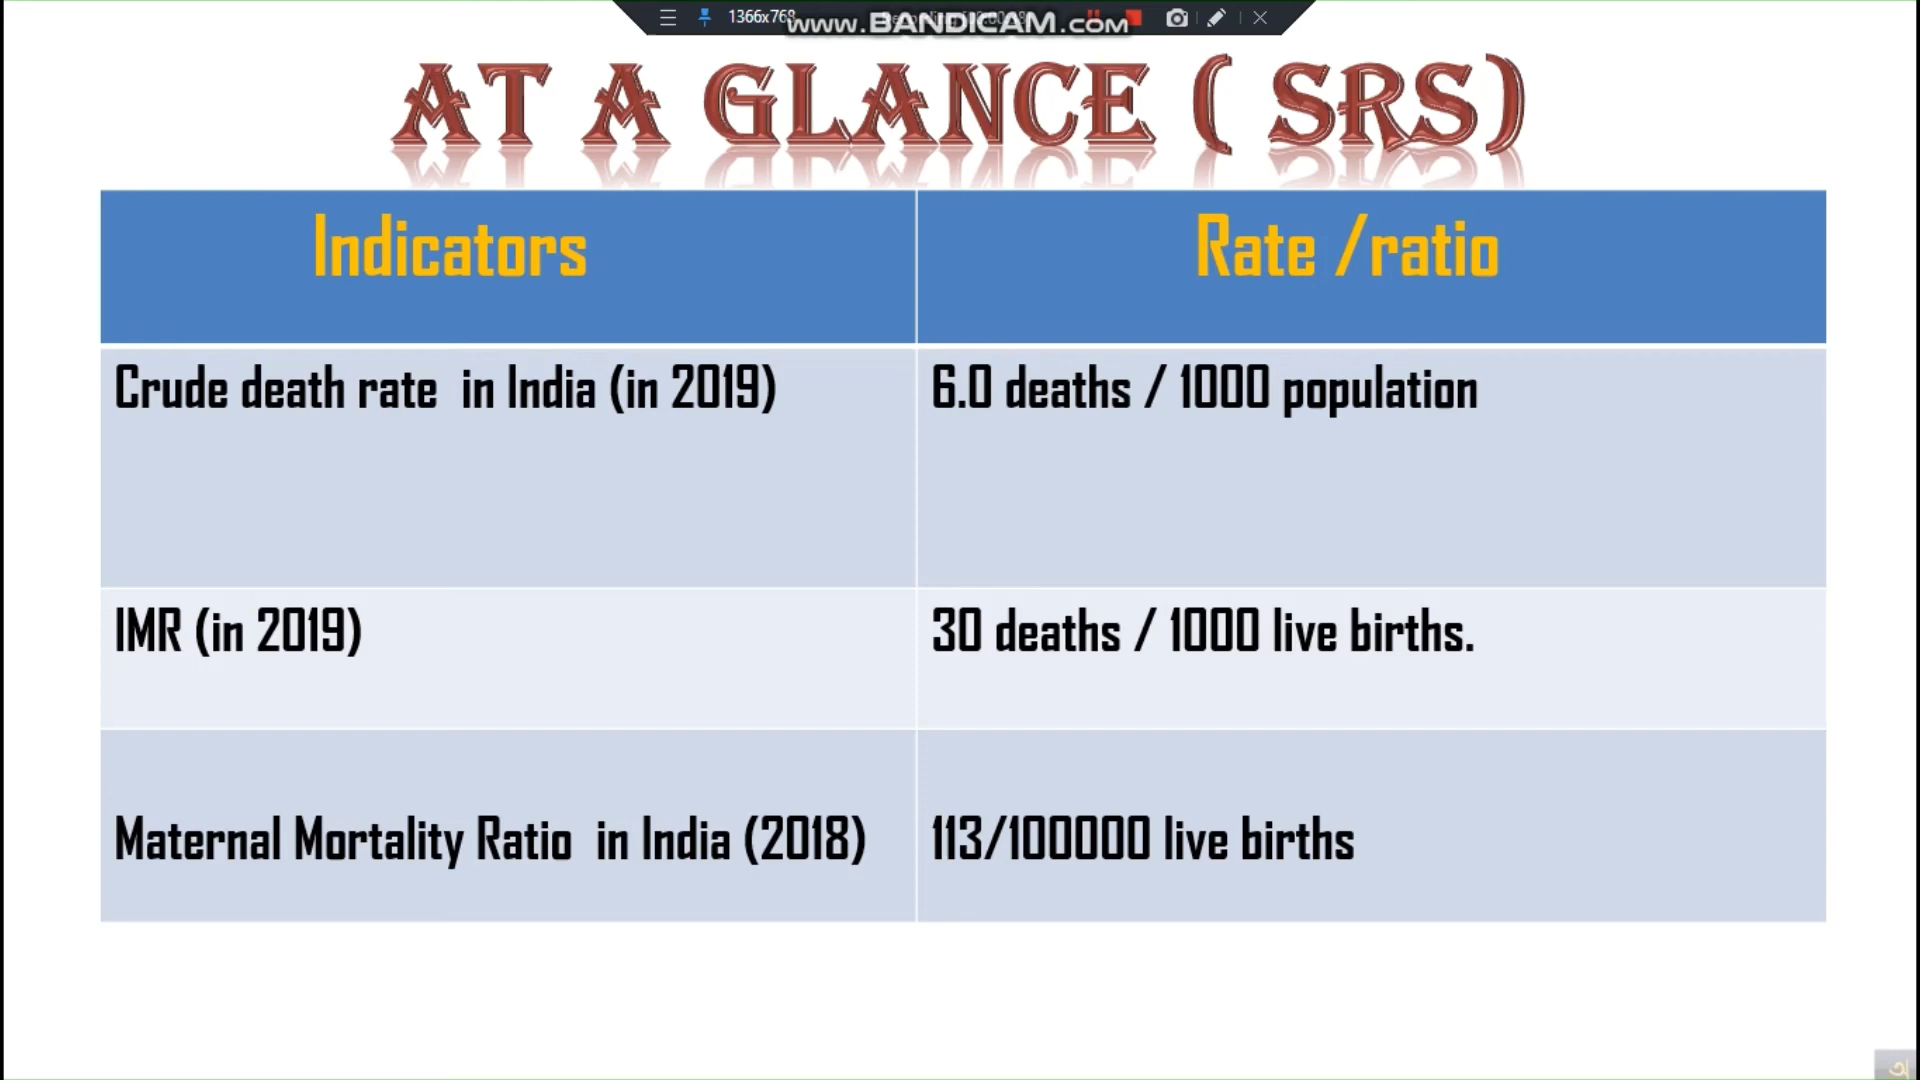 1366x768
www.BANDICAM.com
AT A GLANCE ( SRS)
Indicators
Rate /ratio
Crude death rate in India (in 2019)
6.0 deaths / 1000 population
IMR (in 2019)
30 deaths / 1000 live births.
Maternal Mortality Ratio in India (2018)
113/100000 live births
অ